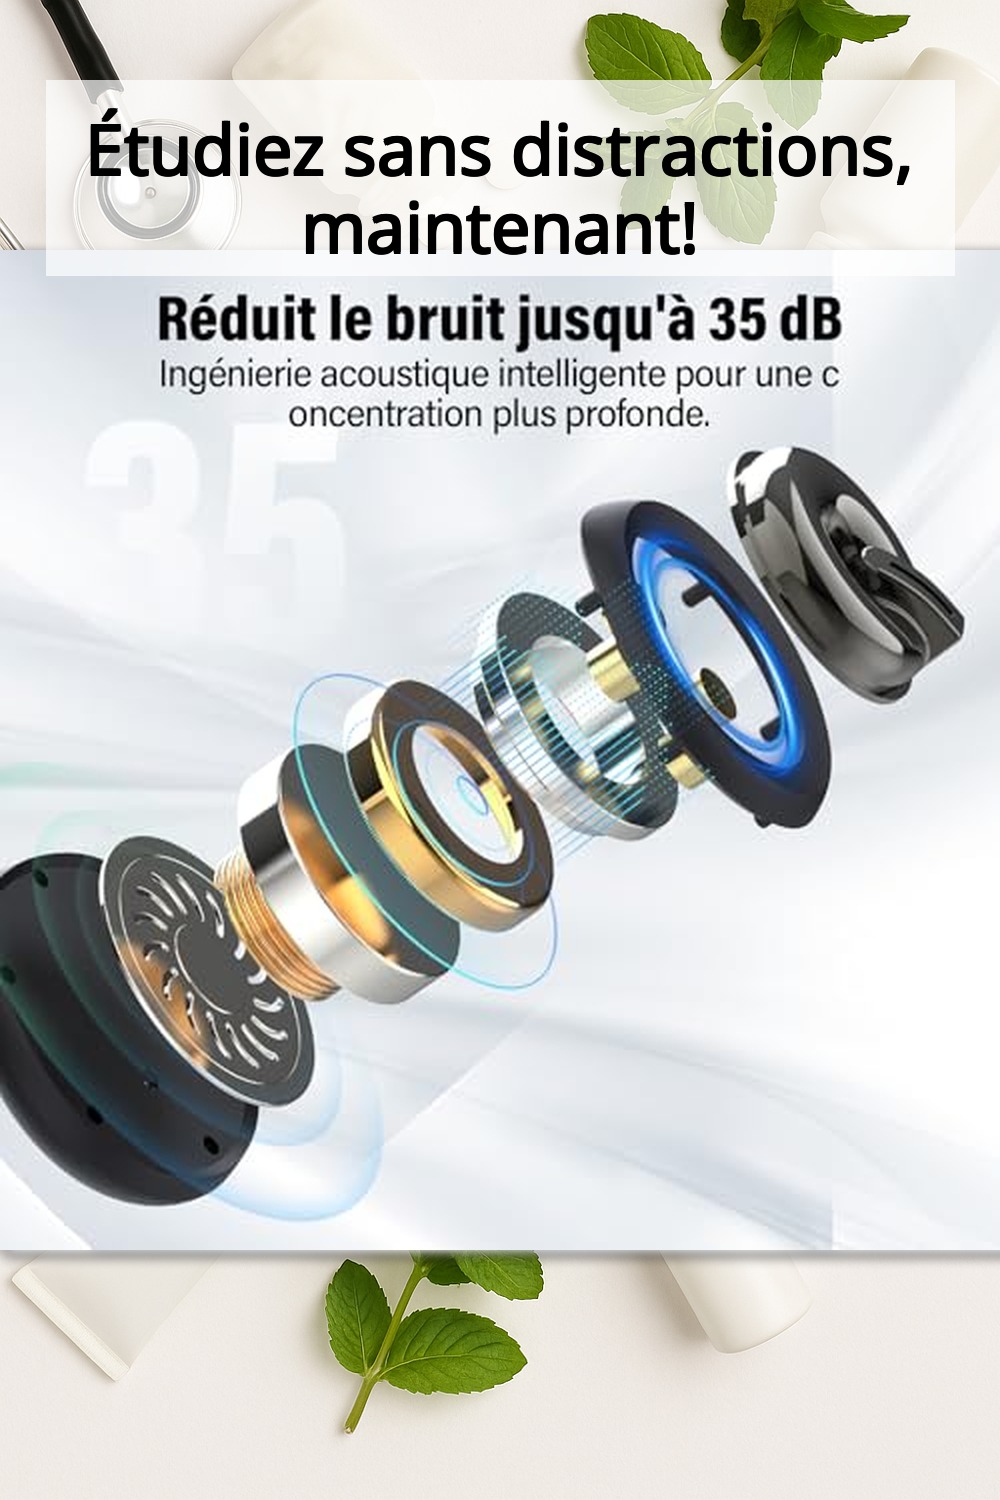 Étudiez sans distractions,
maintenant!
Réduit le bruit jusqu'à 35 dB
Ingénierie acoustique intelligente pour une c
oncentration plus profonde.
35